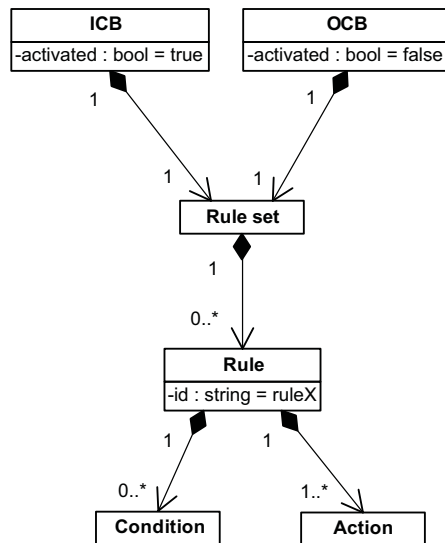 ICB
OCB
-activated : bool = true
-activated : bool = false
1
1
1
1
Rule set
1
0..*
Rule
-id : string = ruleX
1
1
0..*
1..*
Condition
Action